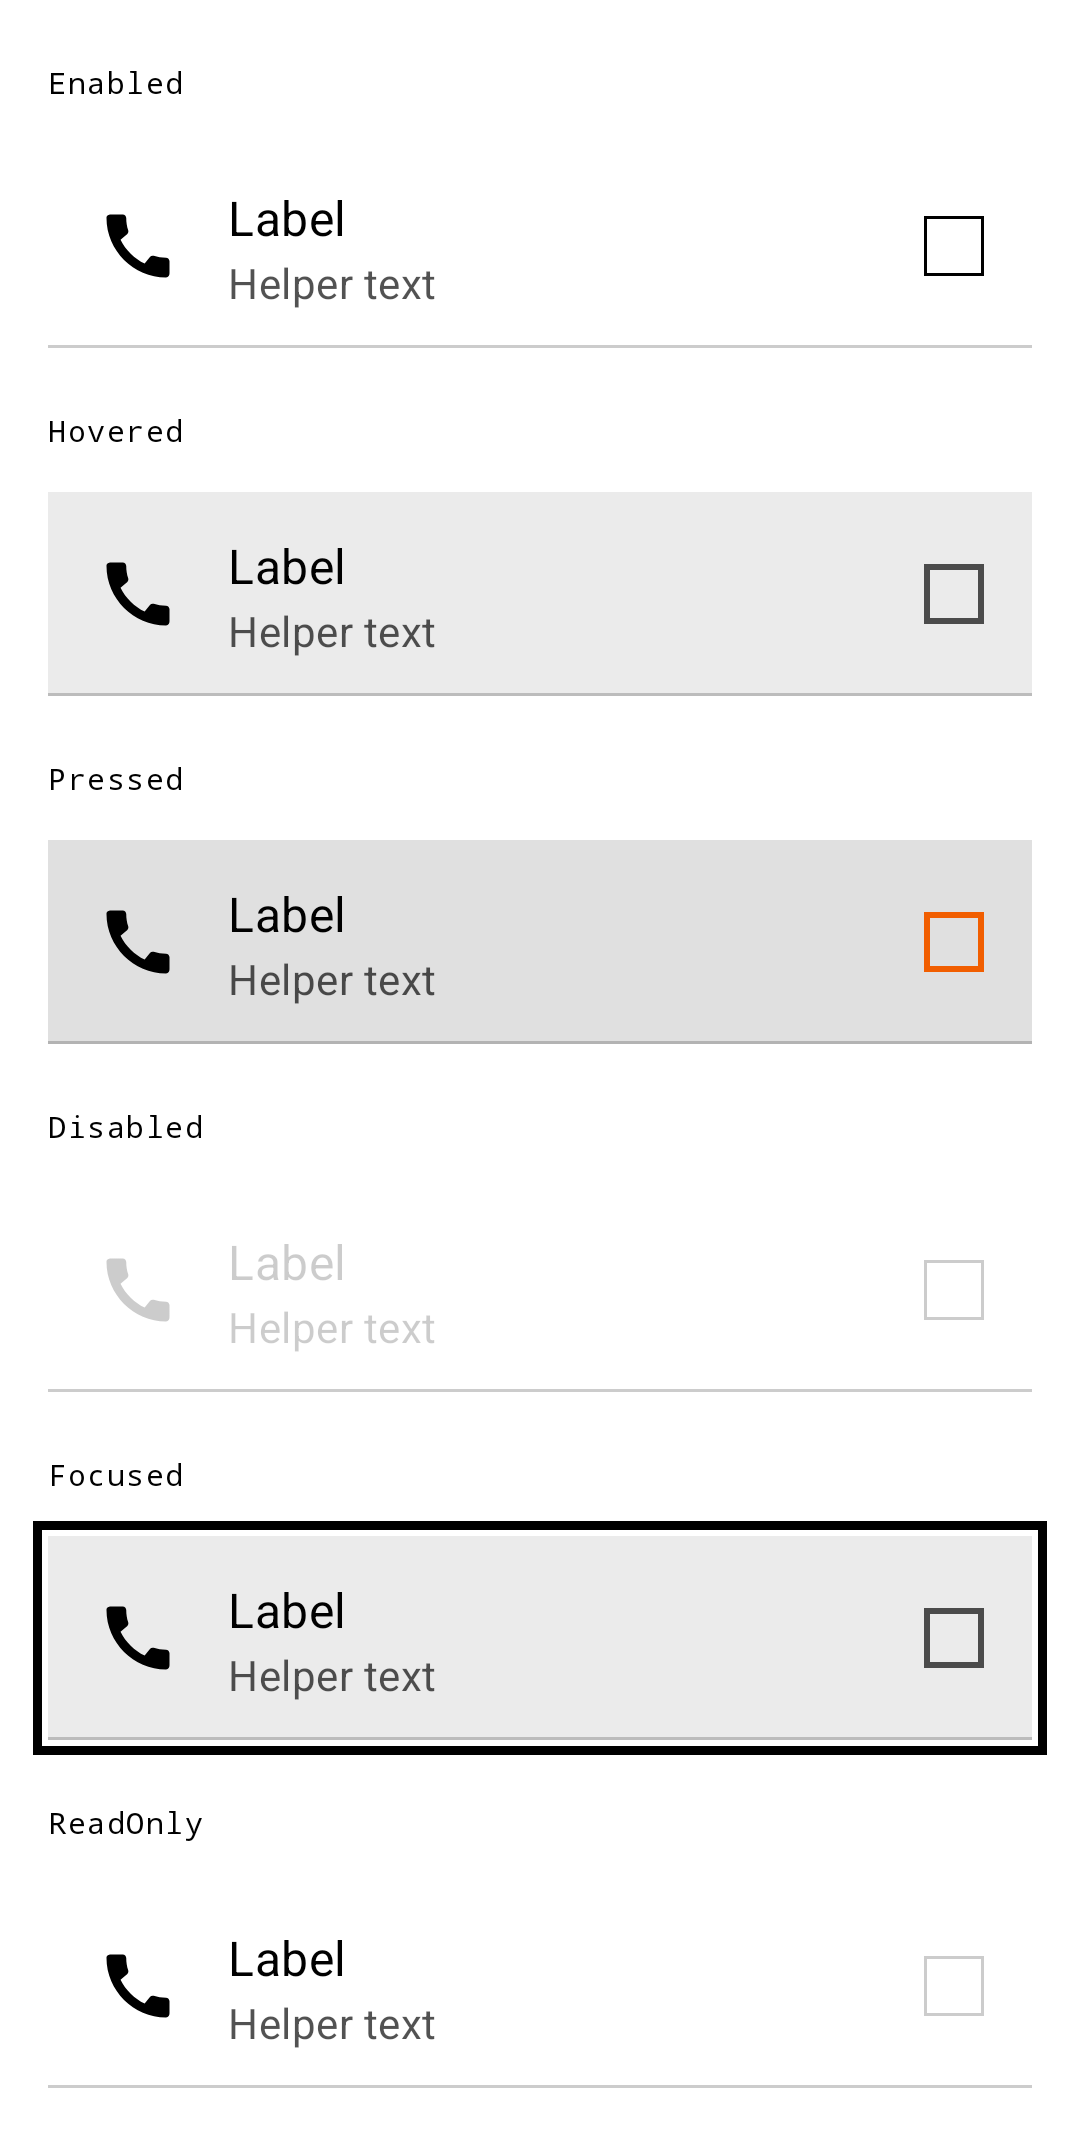 Enabled
Label
Helper text
Hovered
Label
Helper text
Pressed
Label
Helper text
Disabled
Label
Helper text
Focused
Label
Helper text
ReadOnly
Label
Helper text